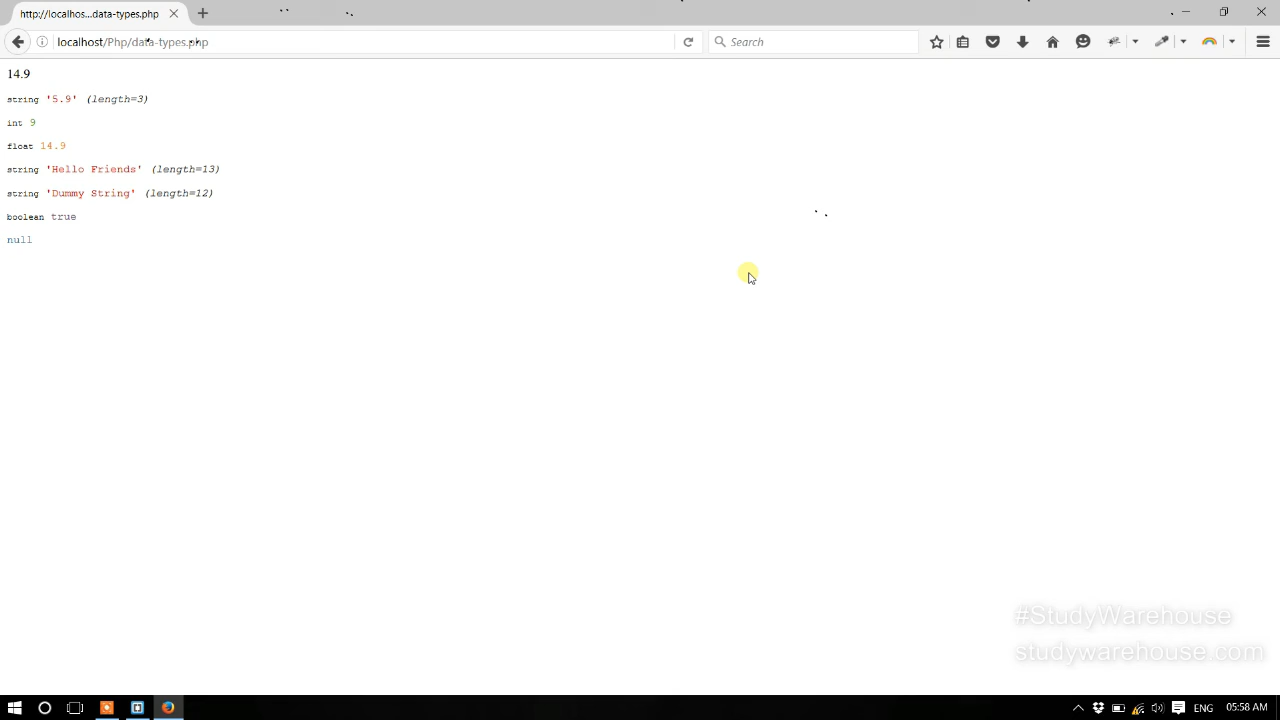 http://localhos...data-types.php
localhost/Php/data-types.php
Search
14.9
string '5.9' (length=3)
int 9
float 14.9
string 'Hello Friends' (length=13)
string 'Dummy String' (length=12)
boolean true
null
#StudyWarehouse
studywarehouse.com
ENG
05:58 AM